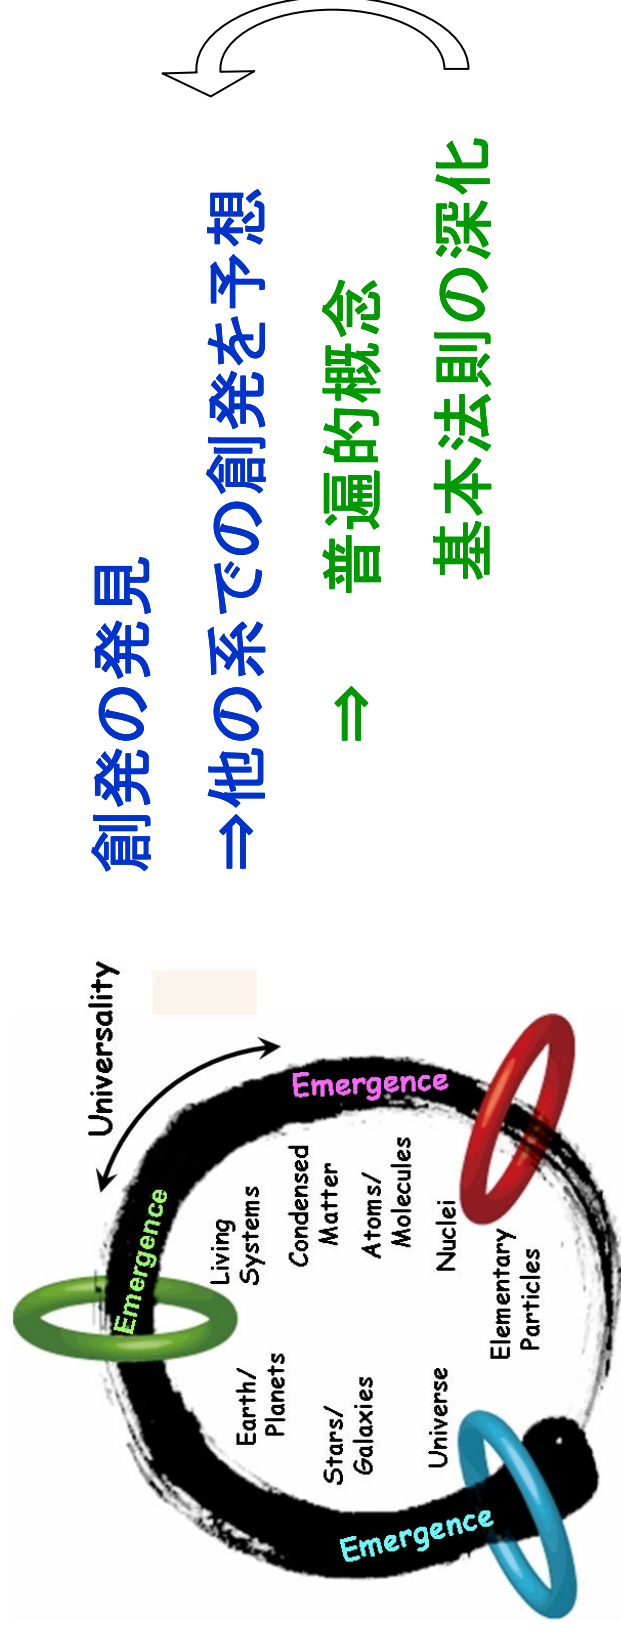 創発の発見
⇒他の系での創発を予想
⇒ 普遍的概念
基本法則の深化
Universality
Emergence
Emergence
Emergence
Earth/
Planets
Living
Systems
Stars/
Galaxies
Condensed
Matter
Atoms/
Molecules
Universe
Nuclei
Elementary
Particles